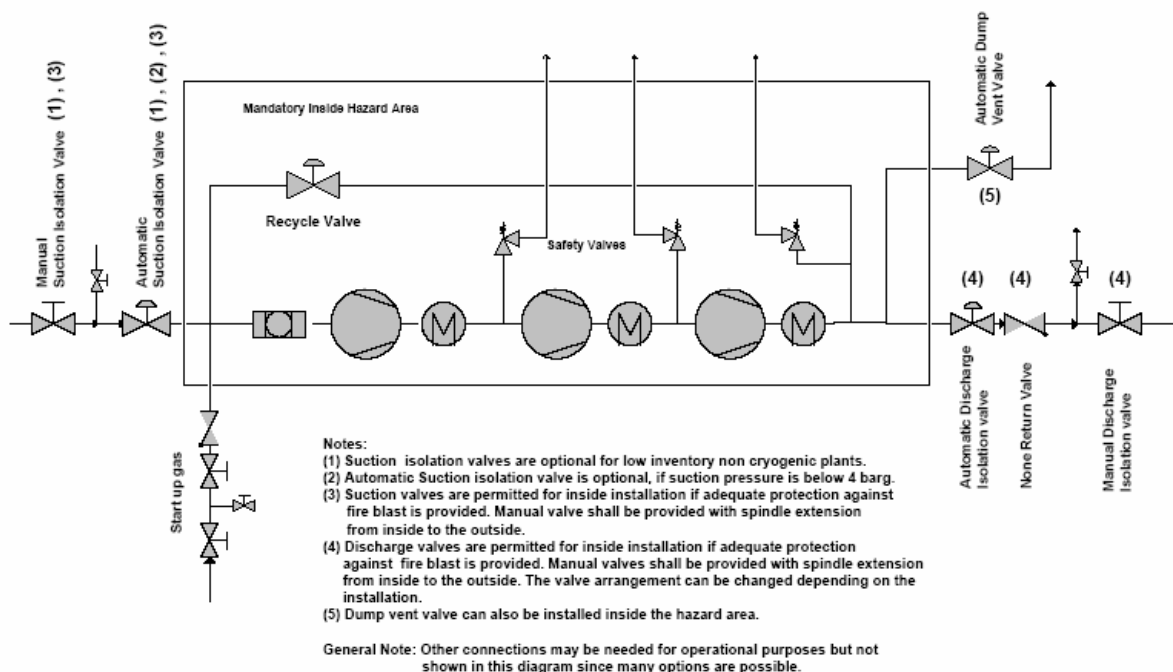 Manual
Suction Isolation Valve (1) , (3)
Automatic
Suction Isolation Valve (1) , (2) , (3)
Mandatory Inside Hazard Area
Recycle Valve
Safety Valves
Automatic Dump
Vent Valve
(5)
(4)
(4)
(4)
M
M
M
Automatic Discharge
Isolation valve
None Return Valve
Manual Discharge
Isolation valve
Start up gas
Notes:
(1) Suction isolation valves are optional for low inventory non cryogenic plants.
(2) Automatic Suction isolation valve is optional, if suction pressure is below 4 barg.
(3) Suction valves are permitted for inside installation if adequate protection against
fire blast is provided. Manual valve shall be provided with spindle extension
from inside to the outside.
(4) Discharge valves are permitted for inside installation if adequate protection
against fire blast is provided. Manual valves shall be provided with spindle extension
from inside to the outside. The valve arrangement can be changed depending on the
installation.
(5) Dump vent valve can also be installed inside the hazard area.
General Note: Other connections may be needed for operational purposes but not
shown in this diagram since many options are possible.